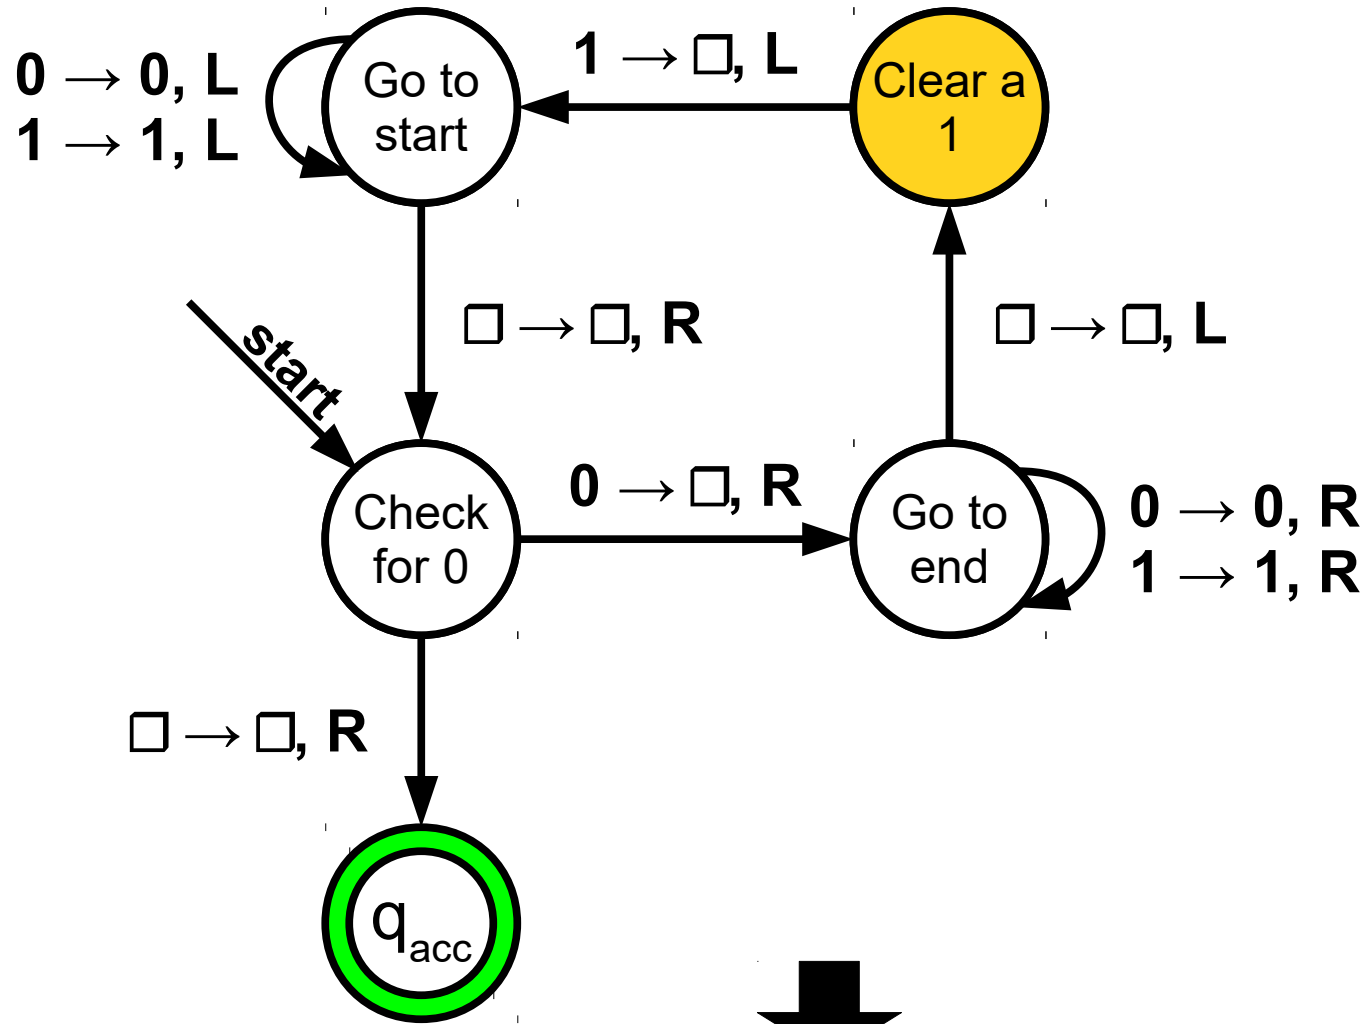 0 → 0, L
1 → 1, L
Go to
start
1 → □, L
Clear a
1
□ → □, R
□ → □, L
start
Check
for 0
0 → □, R
Go to
end
0 → 0, R
1 → 1, R
□ → □, R
q_acc